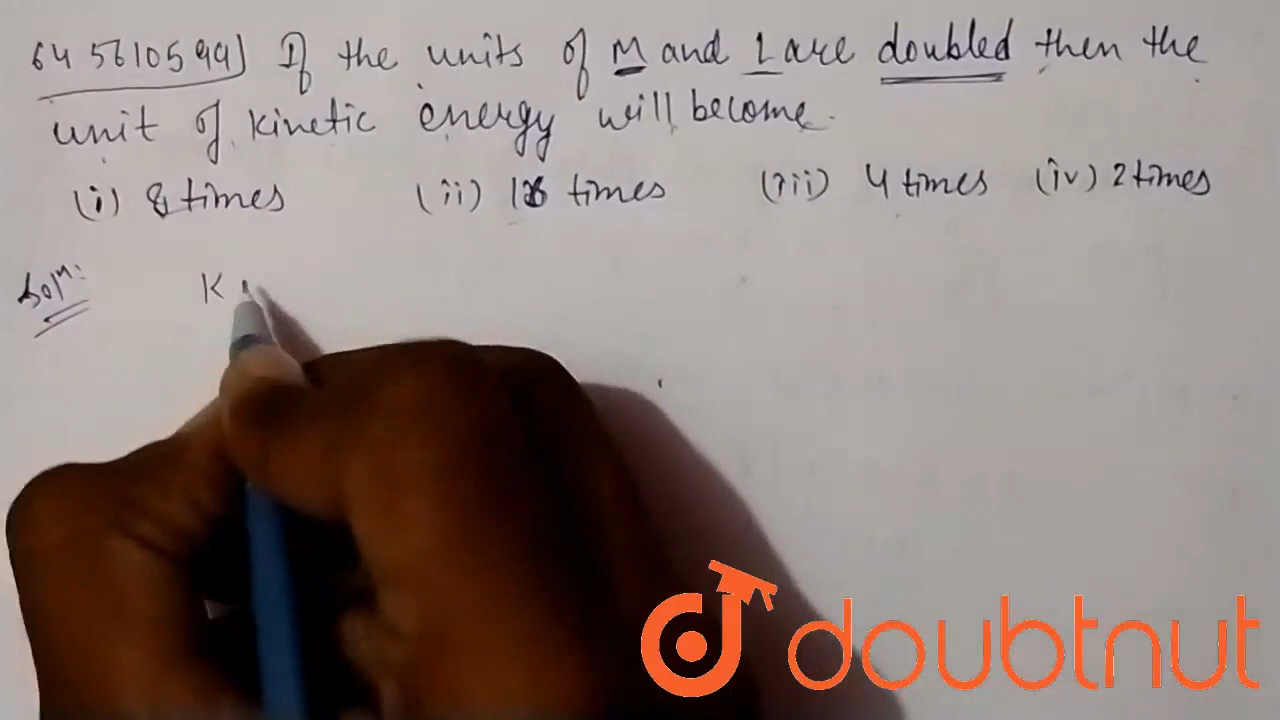 645610599) If the units of M and L are doubled then the
unit of kinetic energy will become.
(i) 8 times (ii) 16 times (iii) 4 times (iv) 2 times
Solⁿ: K
doubtnut